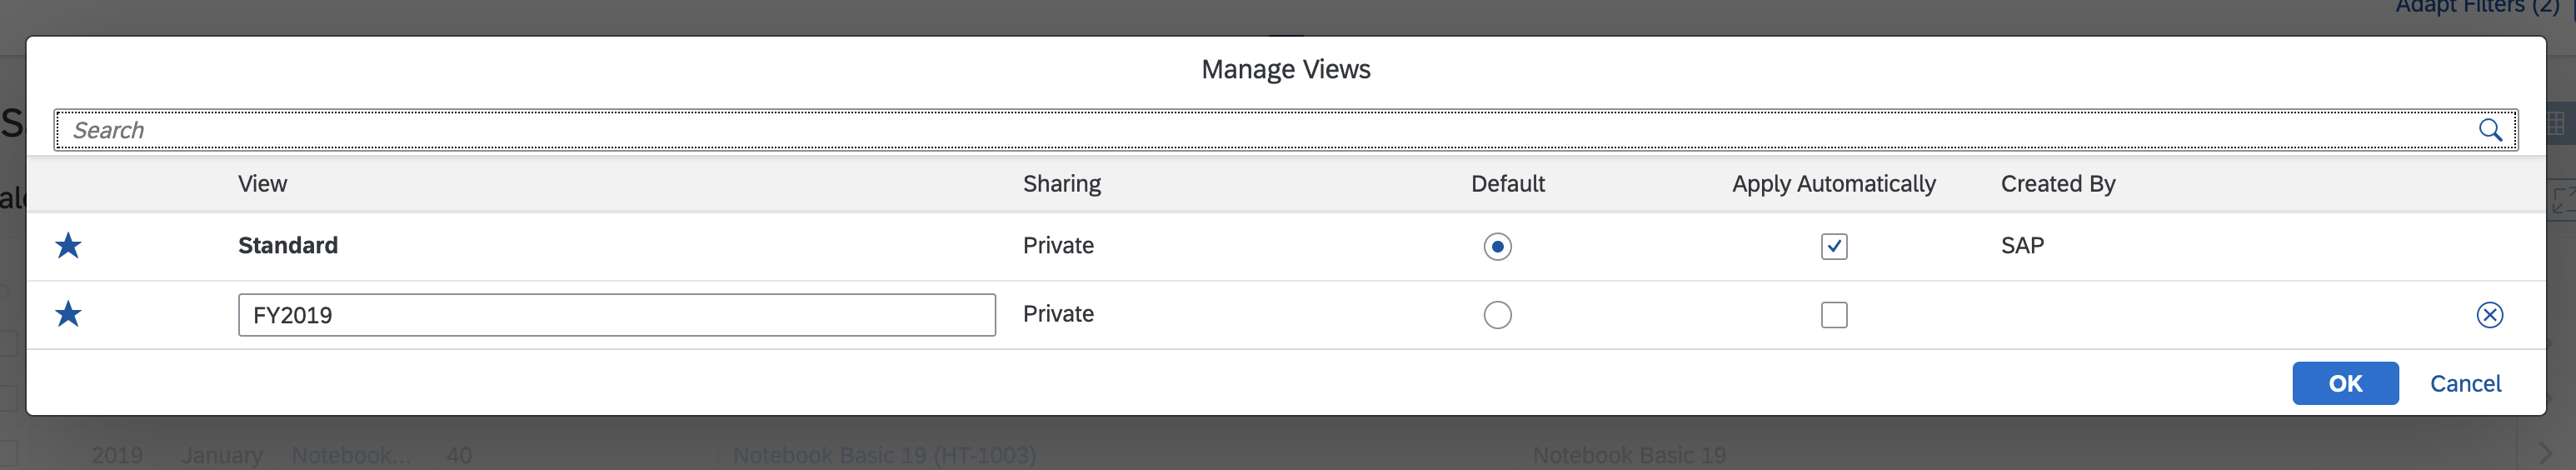 Adapt Filters (2)
Manage Views
Search
View Sharing Default Apply Automatically Created By
Standard Private SAP
FY2019 Private
OK Cancel
2019 January Notebook... 40 Notebook Basic 19 (HT-1003) Notebook Basic 19